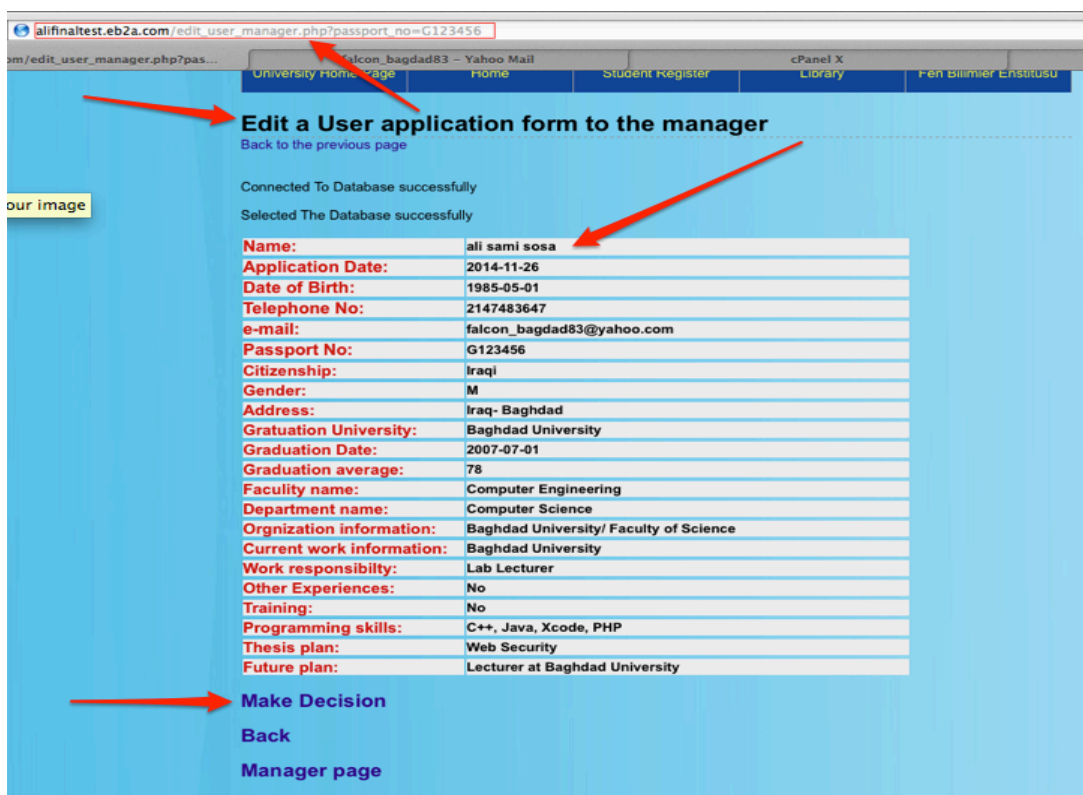 alifinaltest.eb2a.com/edit_user_manager.php?passport_no=G123456
om/edit_user_manager.php?pas... falcon_bagdad83 – Yahoo Mail cPanel X
University Home Page Home Student Register Library Fen Bilimler Enstitüsü
Edit a User application form to the manager
Back to the previous page
Connected To Database successfully
our image
Selected The Database successfully
Name: ali sami sosa
Application Date: 2014-11-26
Date of Birth: 1985-05-01
Telephone No: 2147483647
e-mail: falcon_bagdad83@yahoo.com
Passport No: G123456
Citizenship: Iraqi
Gender: M
Address: Iraq- Baghdad
Gratuation University: Baghdad University
Graduation Date: 2007-07-01
Graduation average: 78
Faculity name: Computer Engineering
Department name: Computer Science
Orgnization information: Baghdad University/ Faculty of Science
Current work information: Baghdad University
Work responsibilty: Lab Lecturer
Other Experiences: No
Training: No
Programming skills: C++, Java, Xcode, PHP
Thesis plan: Web Security
Future plan: Lecturer at Baghdad University
Make Decision
Back
Manager page